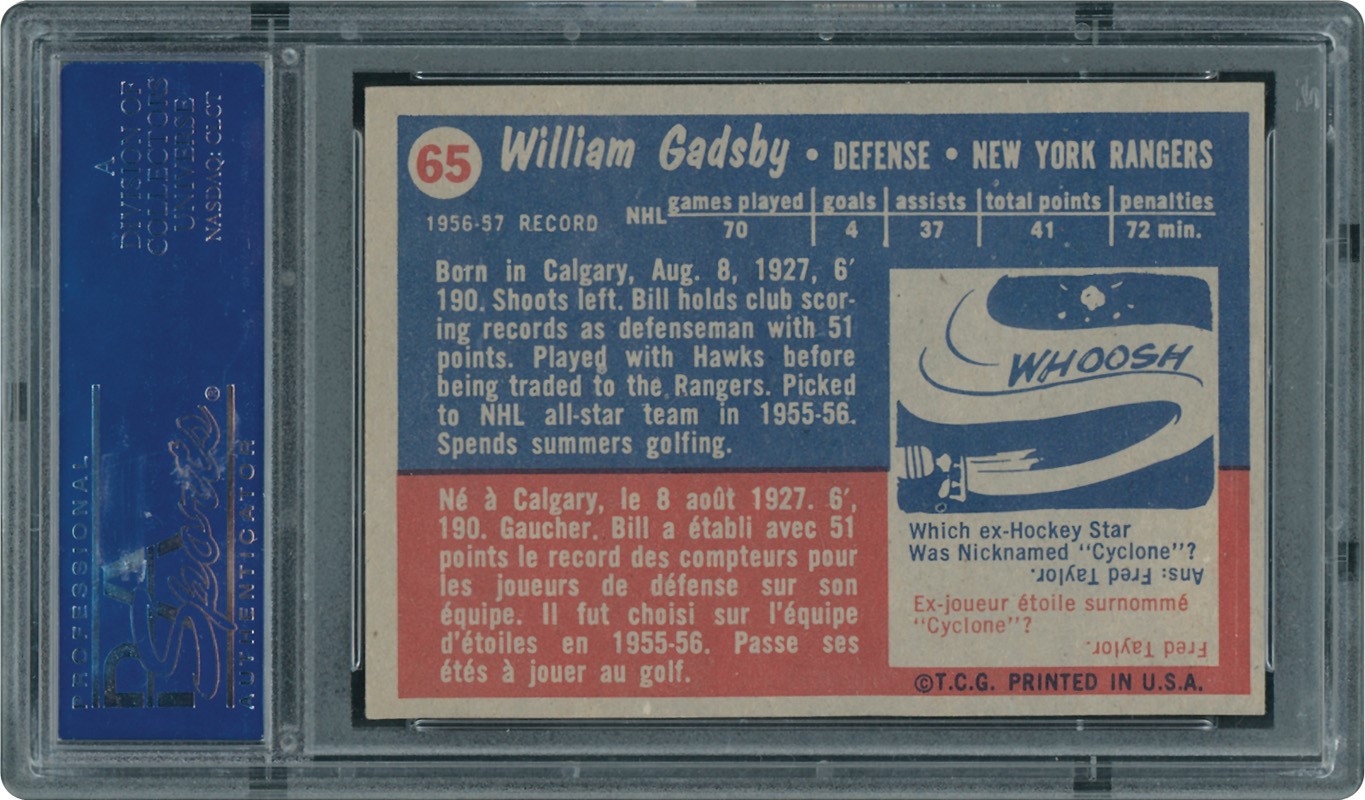 A
DIVISION OF
COLLECTORS
UNIVERSE
NASDAQ: CLCT
PROFESSIONAL
PSA
Sports®
AUTHENTICATOR
65 William Gadsby • DEFENSE • NEW YORK RANGERS
games played goals assists total points penalties
1956-57 RECORD NHL 70 4 37 41 72 min.
Born in Calgary, Aug. 8, 1927, 6'
190. Shoots left. Bill holds club scor-
ing records as defenseman with 51
points. Played with Hawks before
being traded to the Rangers. Picked
to NHL all-star team in 1955-56.
Spends summers golfing.
Né à Calgary, le 8 août 1927. 6',
190. Gaucher. Bill a établi avec 51
points le record des compteurs pour
les joueurs de défense sur son
équipe. Il fut choisi sur l'équipe
d'étoiles en 1955-56. Passe ses
étés à jouer au golf.
WHOOSH
Which ex-Hockey Star
Was Nicknamed "Cyclone"?
Ans: Fred Taylor.
Ex-joueur étoile surnommé
"Cyclone"?
Fred Taylor.
©T.C.G. PRINTED IN U.S.A.